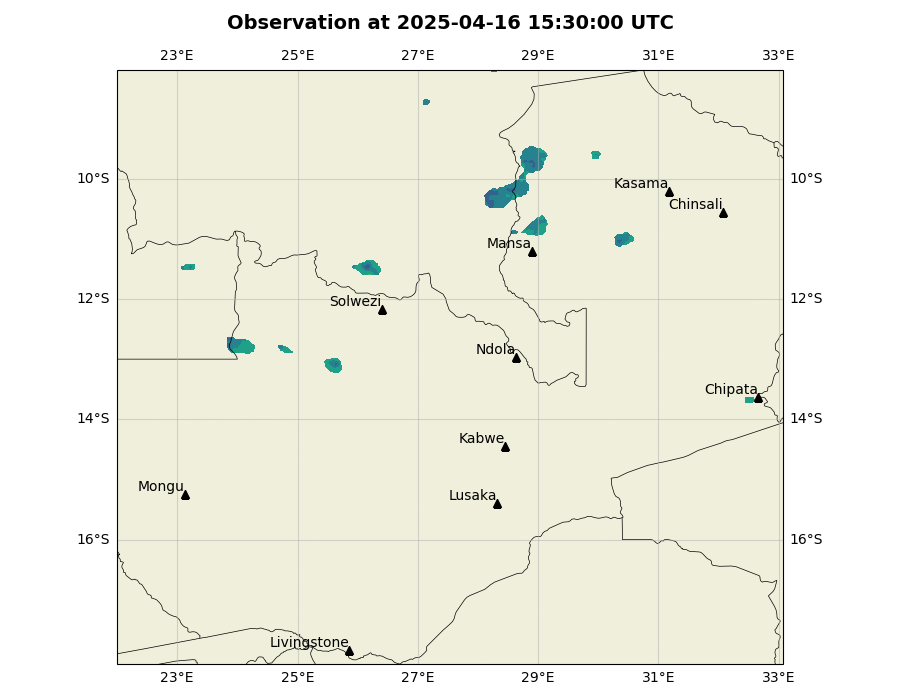 Observation at 2025-04-16 15:30:00 UTC
23°E 25°E 27°E 29°E 31°E 33°E
10°S 10°S
Kasama
Chinsali
Mansa
12°S 12°S
Solwezi
Ndola
Chipata
14°S 14°S
Kabwe
Mongu
Lusaka
16°S 16°S
Livingstone
23°E 25°E 27°E 29°E 31°E 33°E